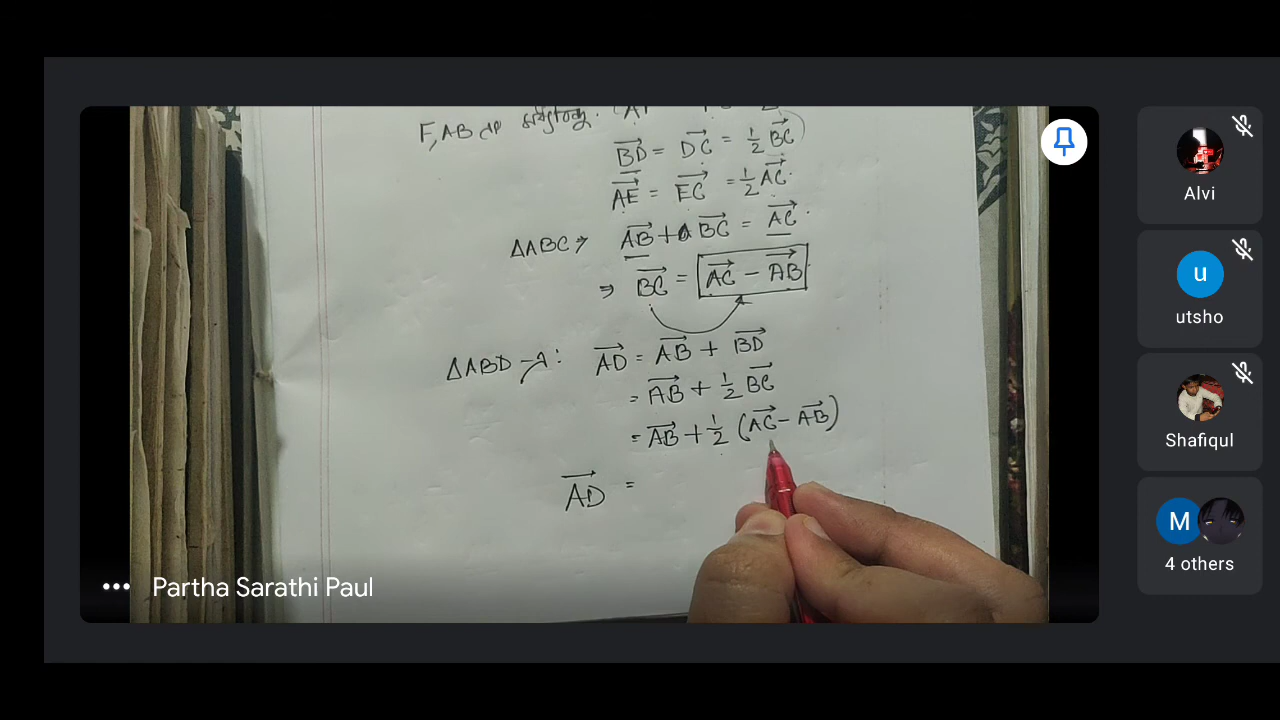 F, AB এর মধ্যবিন্দু.
BD→ = DC→ = 1/2 BC→)
AE→ = EC→ = 1/2 AC→.
ΔABC ⇒ AB→ + BC→ = AC→.
⇒ BC→ = AC→ - AB→
ΔABD -এ: AD→ = AB→ + BD→
= AB→ + 1/2 BC→
= AB→ + 1/2 (AC→ - AB→)
AD→ =
Partha Sarathi Paul
Alvi
u
utsho
Shafiqul
M
4 others